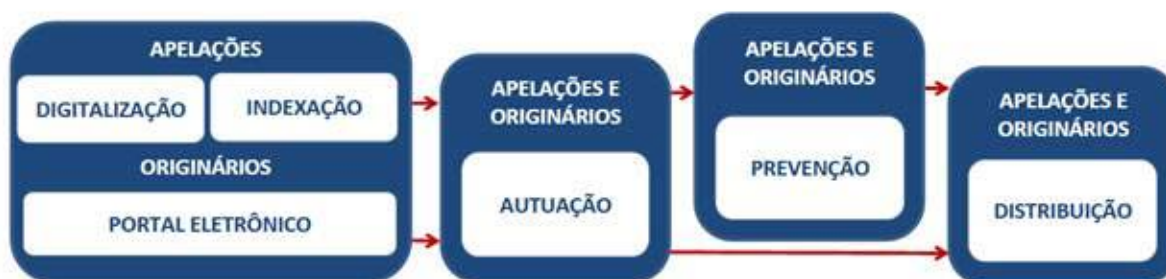 APELAÇÕES
DIGITALIZAÇÃO
INDEXAÇÃO
ORIGINÁRIOS
PORTAL ELETRÔNICO
APELAÇÕES E
ORIGINÁRIOS
AUTUAÇÃO
APELAÇÕES E
ORIGINÁRIOS
PREVENÇÃO
APELAÇÕES E
ORIGINÁRIOS
DISTRIBUIÇÃO